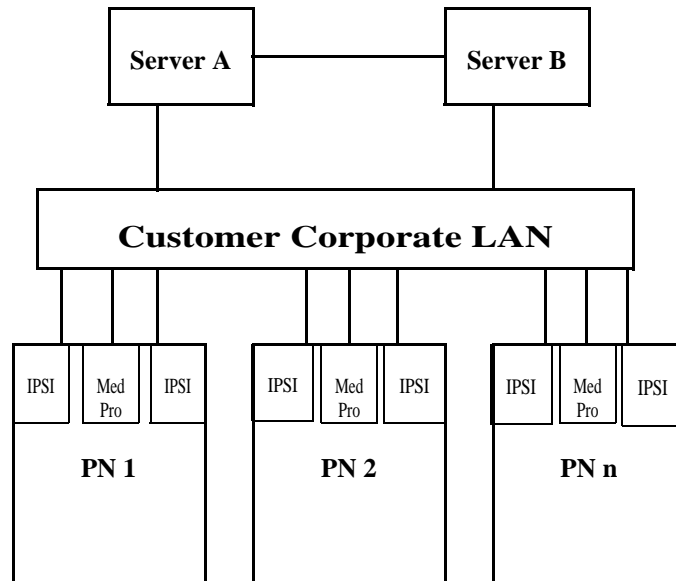 Server A
Server B
Customer Corporate LAN
IPSI
Med
Pro
IPSI
IPSI
Med
Pro
IPSI
IPSI
Med
Pro
IPSI
PN 1
PN 2
PN n